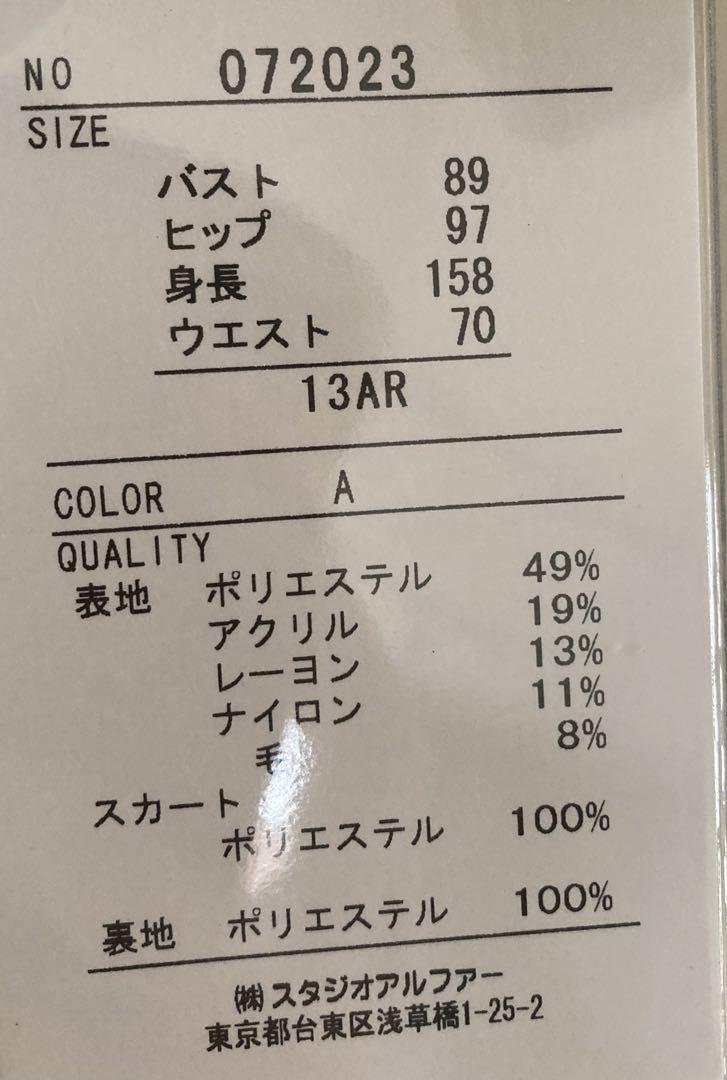 NO 072023
SIZE
バスト 89
ヒップ 97
身長 158
ウエスト 70
13AR
COLOR A
QUALITY
表地 ポリエステル 49%
アクリル 19%
レーヨン 13%
ナイロン 11%
毛 8%
スカート
ポリエステル 100%
裏地 ポリエステル 100%
㈱スタジオアルファー
東京都台東区浅草橋1-25-2